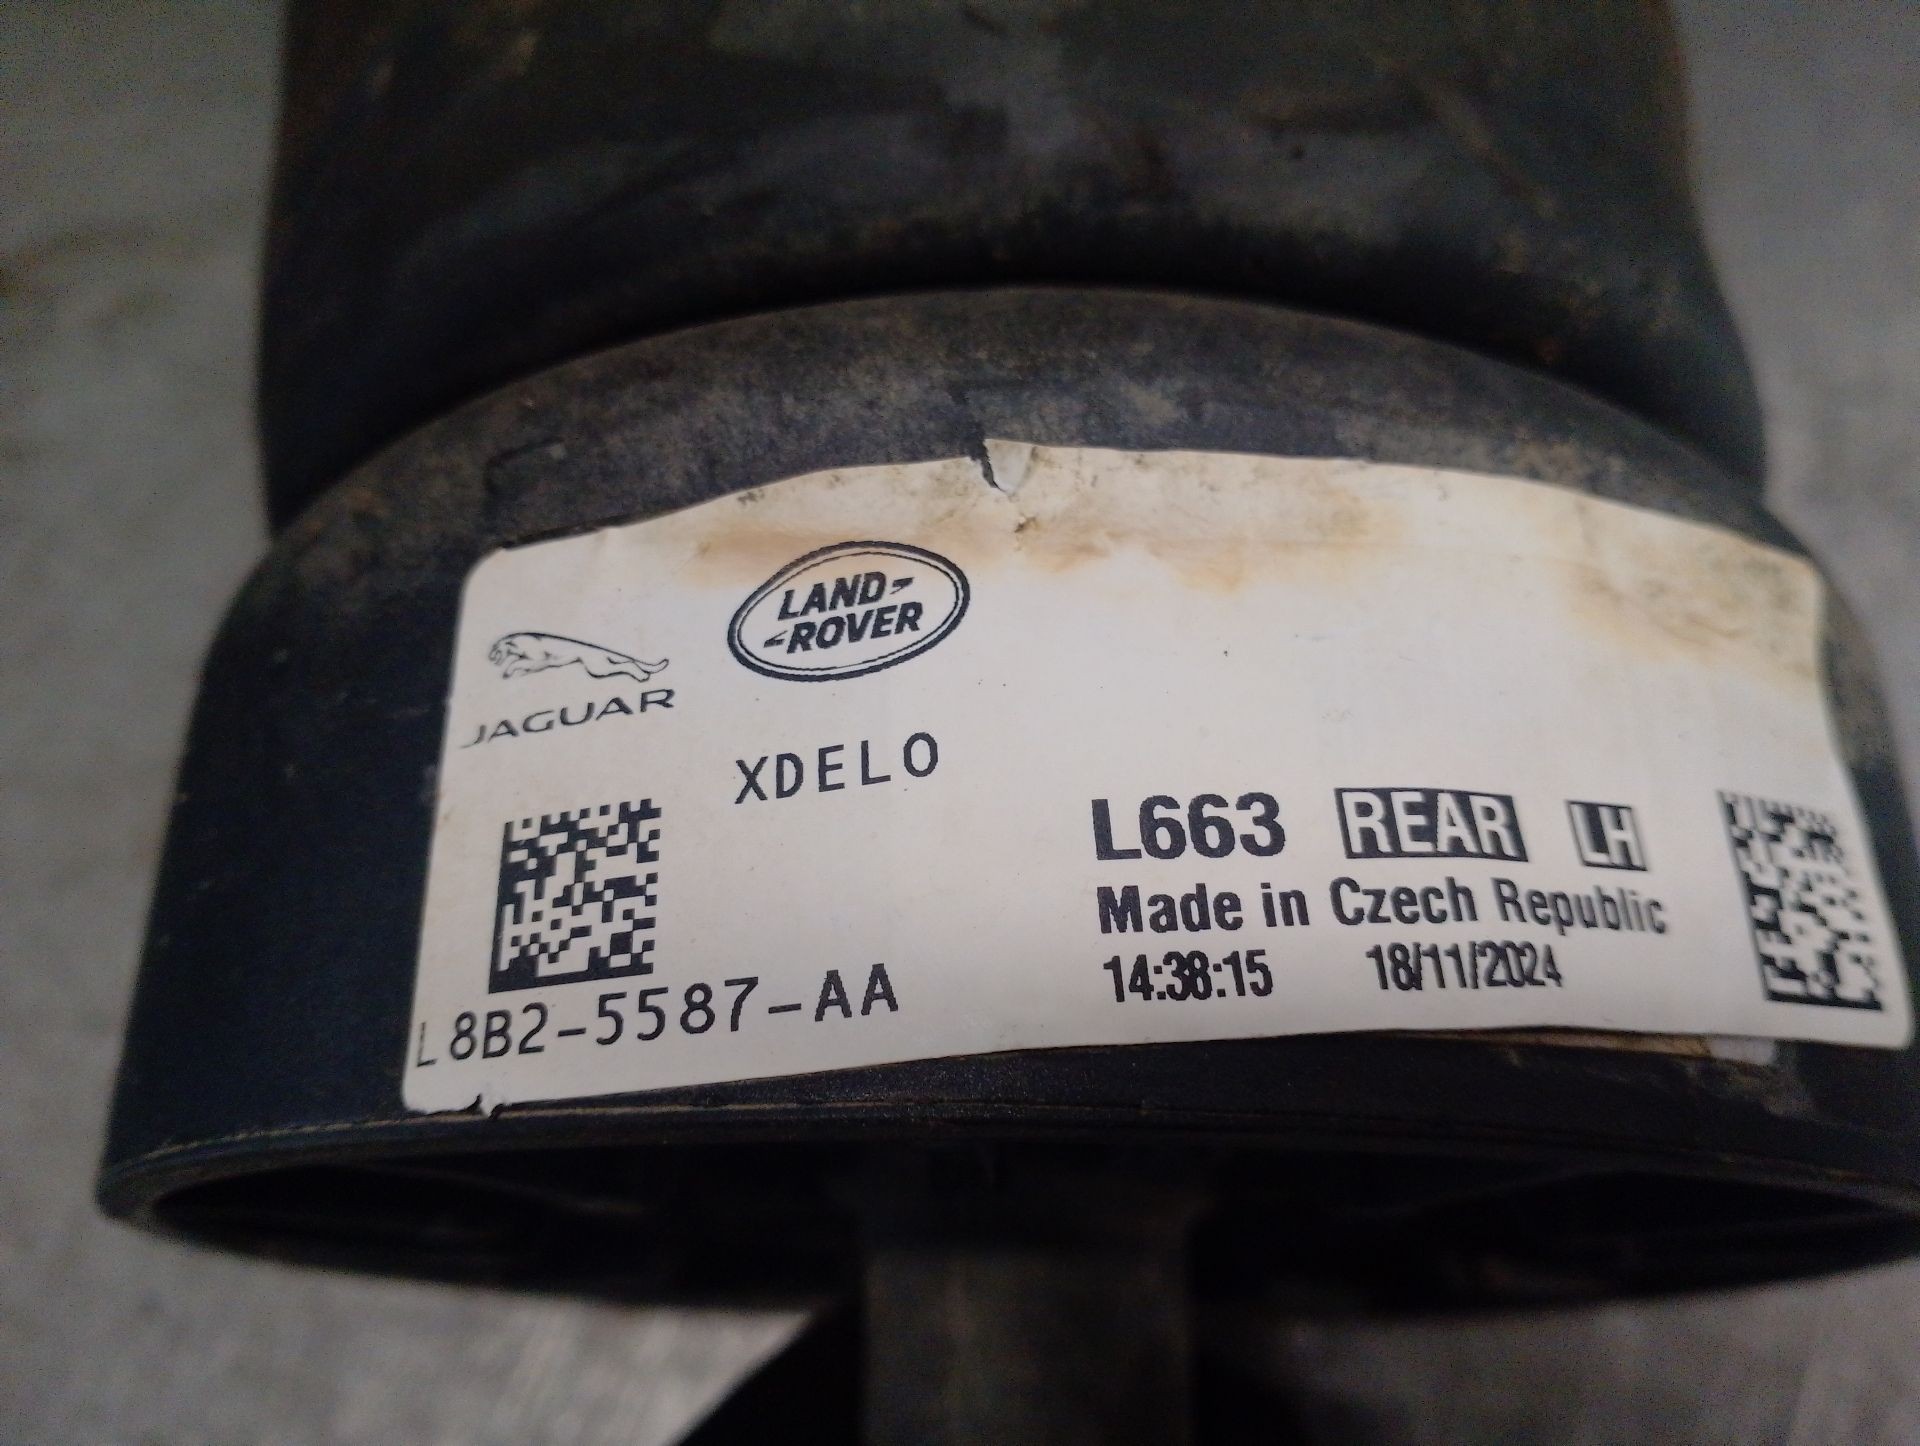 LAND
ROVER
JAGUAR
XDELO
L663 REAR LH
Made in Czech Republic
14:38:15 18/11/2024
L8B2-5587-AA